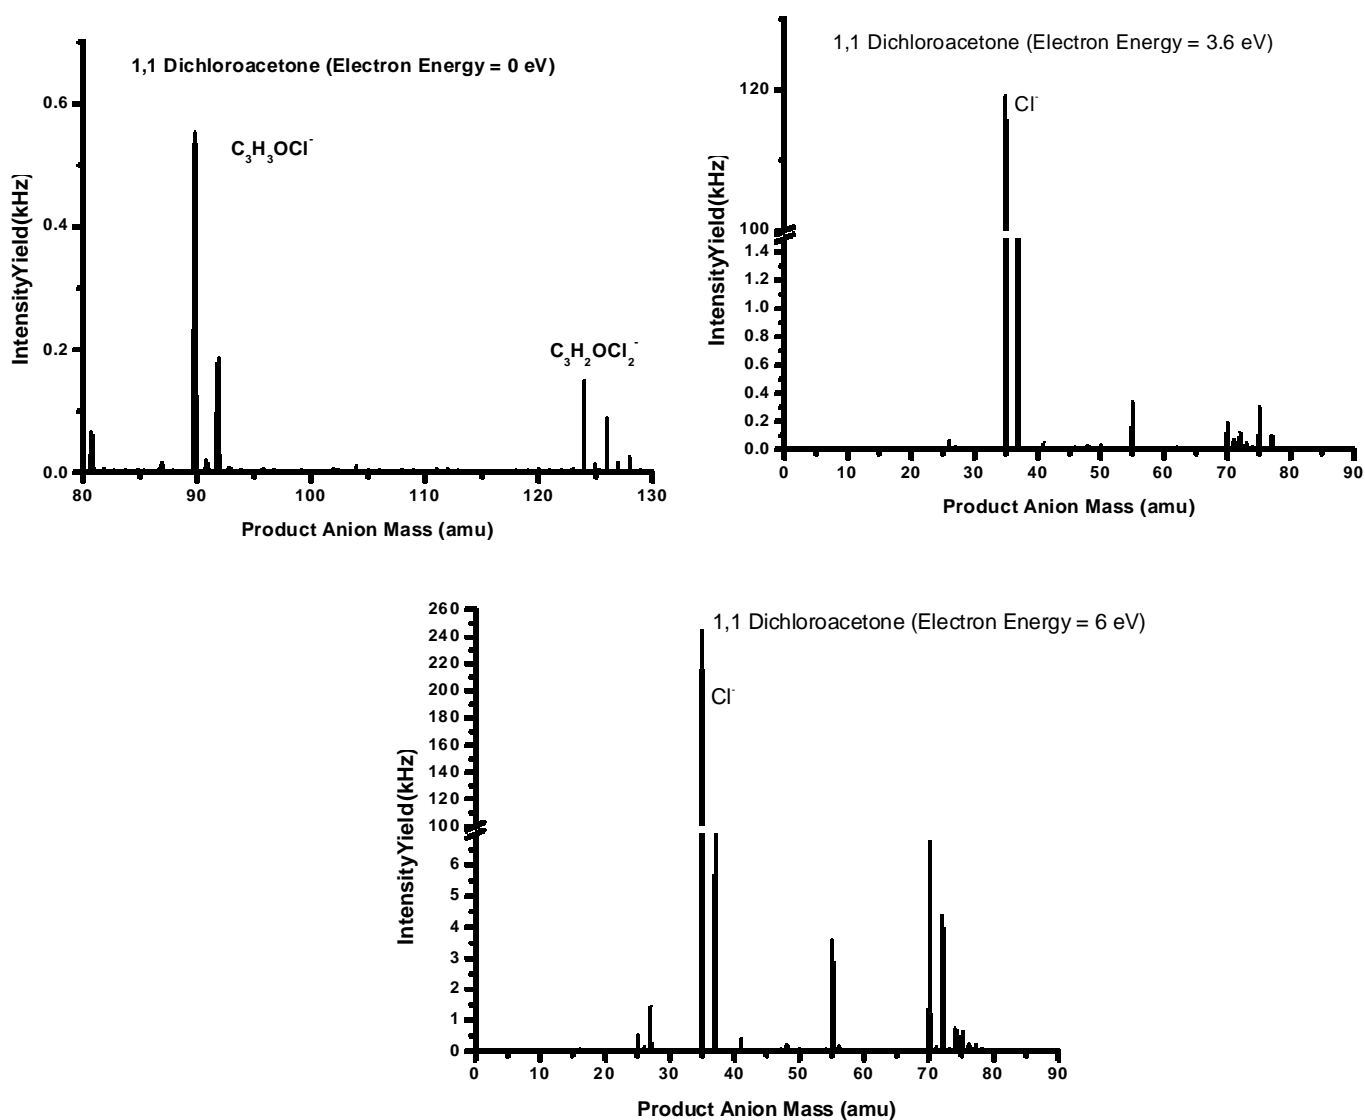 1,1 Dichloroacetone (Electron Energy = 0 eV)
0.6
0.4
0.2
0.0
C₃H₃OCl⁻
C₃H₂OCl₂⁻
80 90 100 110 120 130
IntensityYield(kHz)
Product Anion Mass (amu)
1,1 Dichloroacetone (Electron Energy = 3.6 eV)
120
100
1.4
1.2
1.0
0.8
0.6
0.4
0.2
0.0
Cl⁻
0 10 20 30 40 50 60 70 80 90
IntensityYield(kHz)
Product Anion Mass (amu)
1,1 Dichloroacetone (Electron Energy = 6 eV)
260
240
220
200
180
160
140
120
100
6
5
4
3
2
1
0
Cl⁻
0 10 20 30 40 50 60 70 80 90
IntensityYield(kHz)
Product Anion Mass (amu)